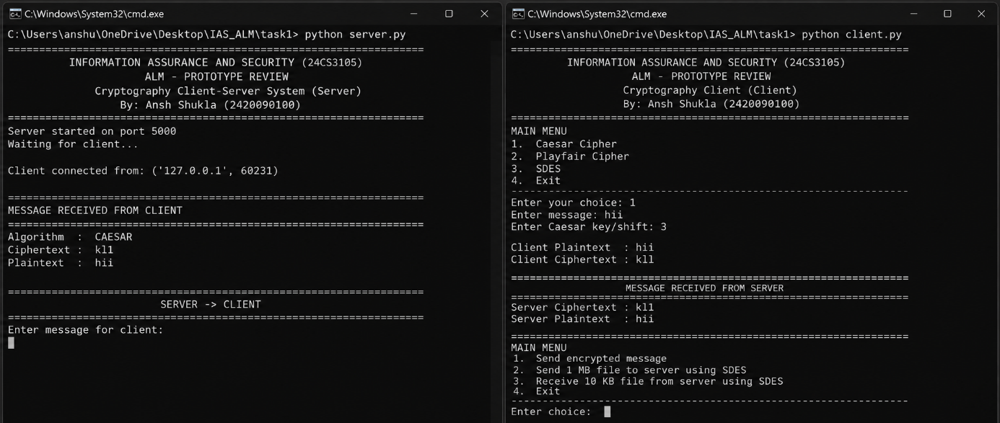 C:\Windows\System32\cmd.exe
C:\Users\anshu\OneDrive\Desktop\IAS_ALM\task1> python server.py
==================================================================
INFORMATION ASSURANCE AND SECURITY (24CS3105)
ALM - PROTOTYPE REVIEW
Cryptography Client-Server System (Server)
By: Ansh Shukla (2420090100)
==================================================================
Server started on port 5000
Waiting for client...
Client connected from: ('127.0.0.1', 60231)
==================================================================
MESSAGE RECEIVED FROM CLIENT
==================================================================
Algorithm : CAESAR
Ciphertext : kl1
Plaintext : hii
==================================================================
SERVER -> CLIENT
==================================================================
Enter message for client:
C:\Windows\System32\cmd.exe
C:\Users\anshu\OneDrive\Desktop\IAS_ALM\task1> python client.py
================================================================
INFORMATION ASSURANCE AND SECURITY (24CS3105)
ALM - PROTOTYPE REVIEW
Cryptography Client (Client)
By: Ansh Shukla (2420090100)
================================================================
MAIN MENU
1. Caesar Cipher
2. Playfair Cipher
3. SDES
4. Exit
----------------------------------------------------------------
Enter your choice: 1
Enter message: hii
Enter Caesar key/shift: 3
Client Plaintext : hii
Client Ciphertext : kll
================================================================
MESSAGE RECEIVED FROM SERVER
================================================================
Server Ciphertext : kl1
Server Plaintext : hii
================================================================
MAIN MENU
1. Send encrypted message
2. Send 1 MB file to server using SDES
3. Receive 10 KB file from server using SDES
4. Exit
----------------------------------------------------------------
Enter choice: